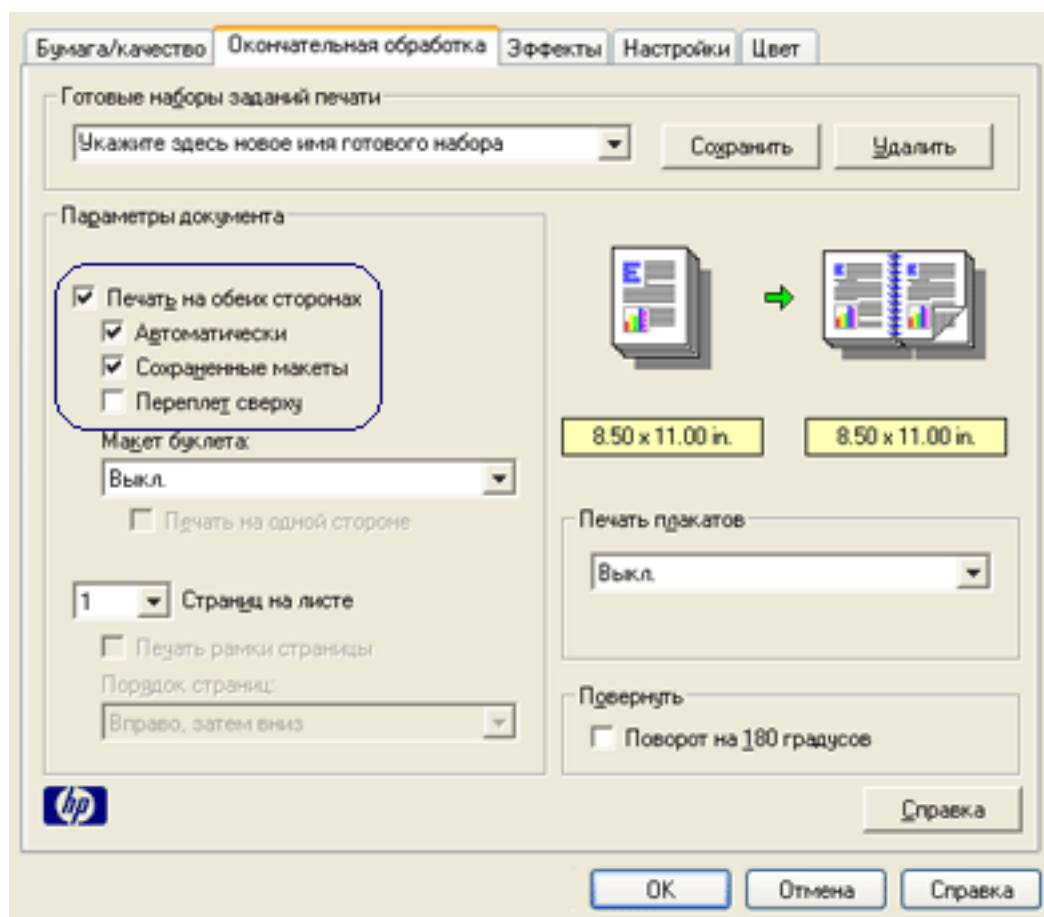 Бумага/качество Окончательная обработка Эффекты Настройки Цвет
Готовые наборы заданий печати
Укажите здесь новое имя готового набора Сохранить Удалить
Параметры документа
Печать на обеих сторонах
Автоматически
Сохраненные макеты
Переплет сверху
Макет буклета:
Выкл.
Печать на одной стороне
1 Страниц на листе
Печать рамки страницы
Порядок страниц:
Вправо, затем вниз
8.50 x 11.00 in. 8.50 x 11.00 in.
Печать плакатов
Выкл.
Повернуть
Поворот на 180 градусов
hp
Справка
OK Отмена Справка